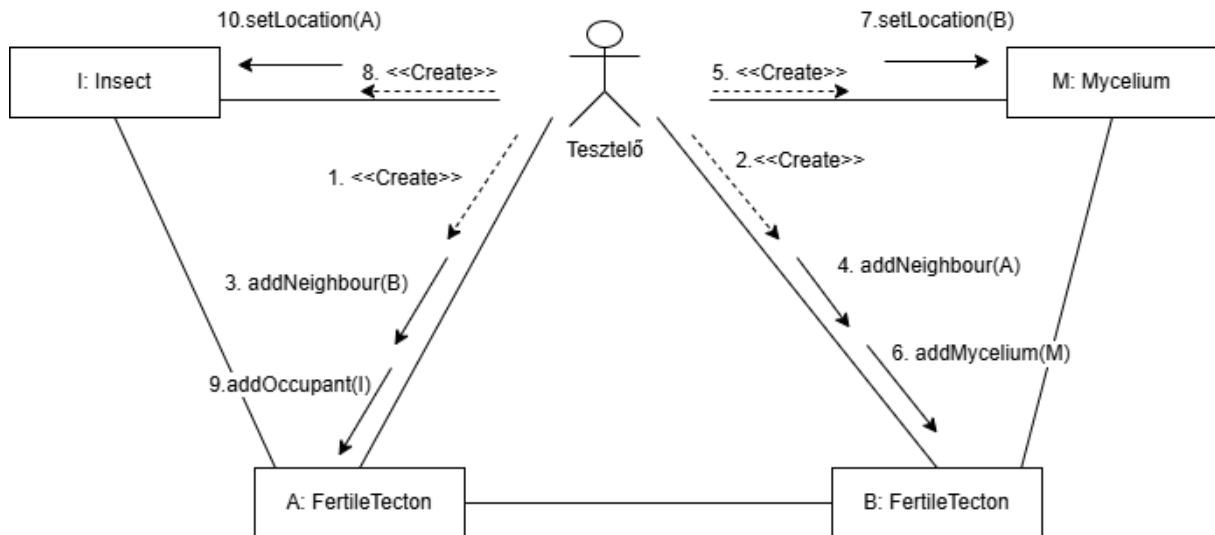 10.setLocation(A)
7.setLocation(B)
I: Insect
8. <<Create>>
5. <<Create>>
M: Mycelium
Tesztelő
1. <<Create>>
2.<<Create>>
3. addNeighbour(B)
4. addNeighbour(A)
9.addOccupant(I)
6. addMycelium(M)
A: FertileTecton
B: FertileTecton